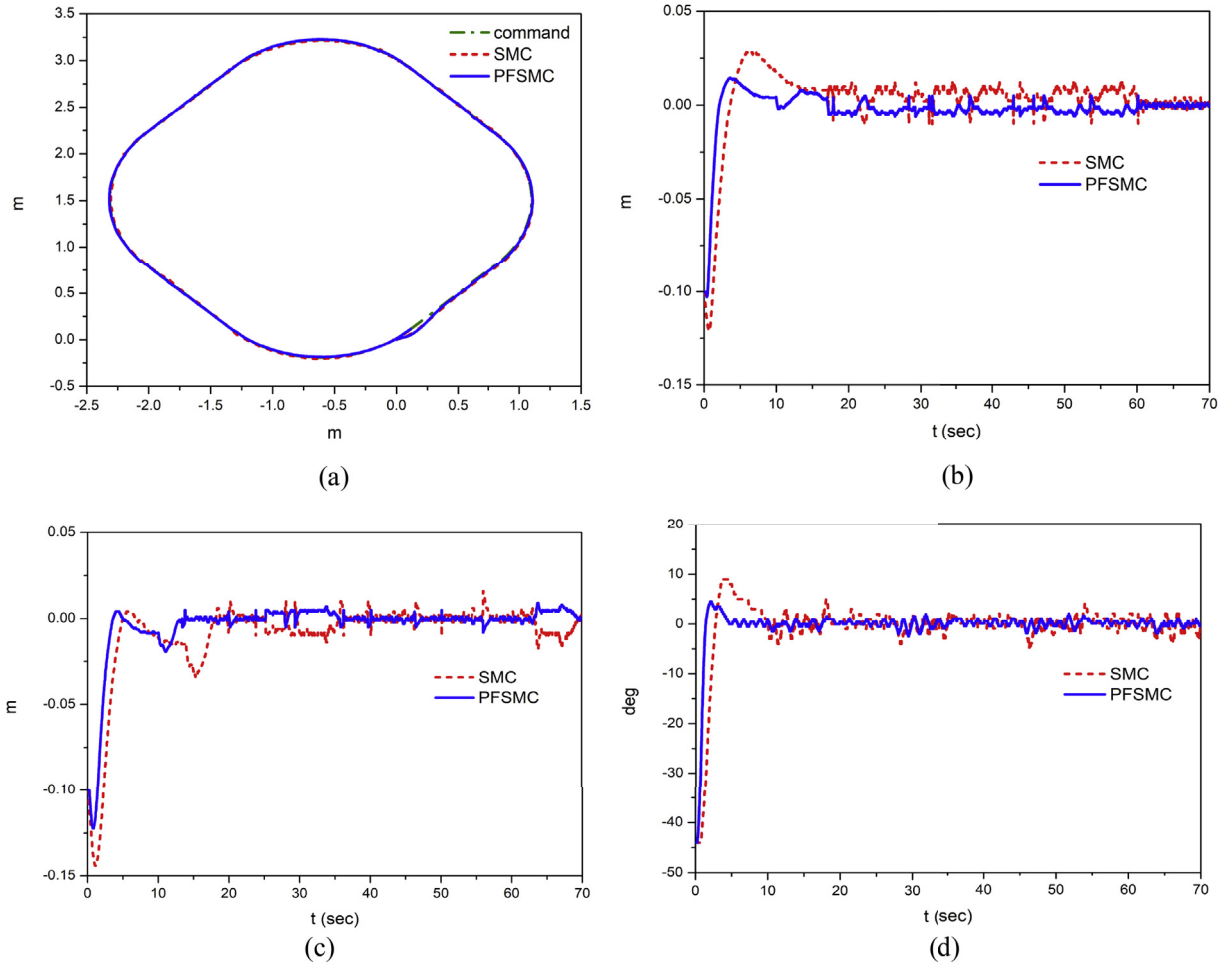 3.5
3.0
2.5
2.0
1.5
1.0
0.5
0.0
-0.5
m
command
SMC
PFSMC
-2.5 -2.0 -1.5 -1.0 -0.5 0.0 0.5 1.0 1.5
m
(a)
0.05
0.00
-0.05
-0.10
-0.15
m
SMC
PFSMC
0 10 20 30 40 50 60 70
t (sec)
(b)
0.05
0.00
-0.05
-0.10
-0.15
m
SMC
PFSMC
0 10 20 30 40 50 60 70
t (sec)
(c)
20
10
0
-10
-20
-30
-40
-50
deg
SMC
PFSMC
0 10 20 30 40 50 60 70
t (sec)
(d)